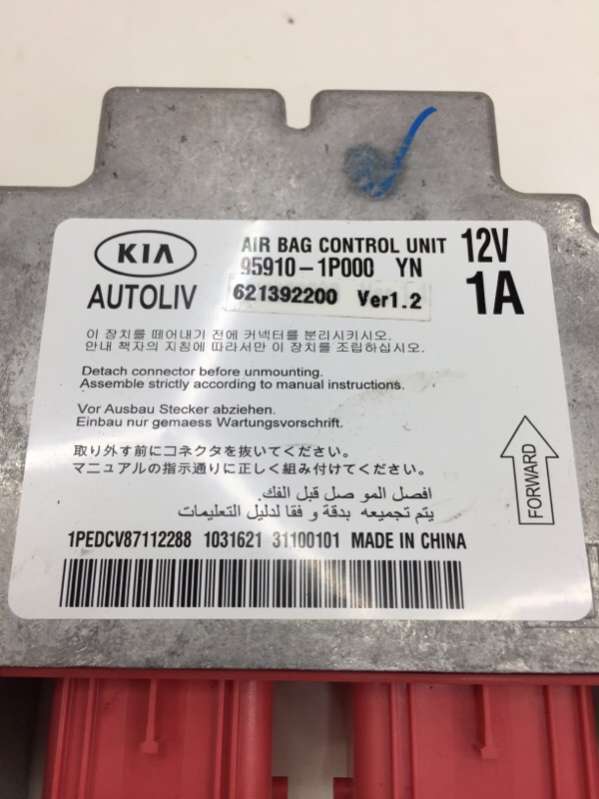 KIA AIR BAG CONTROL UNIT 12V
95910-1P000 YN 1A
AUTOLIV 621392200 Ver1.2
이 장치를 떼어내기 전에 커넥터를 분리시키시오.
안내 책자의 지침에 따라서만 이 장치를 조립하십시오.
Detach connector before unmounting.
Assemble strictly according to manual instructions.
Vor Ausbau Stecker abziehen.
Einbau nur gemaess Wartungsvorschrift.
取り外す前にコネクタを抜いてください。
マニュアルの指示通りに正しく組み付けてください。
افصل الموصل قبل الفك.
يتم تجميعه بدقة و فقا لدليل التعليمات
FORWARD
1PEDCV87112288 1031621 31100101 MADE IN CHINA